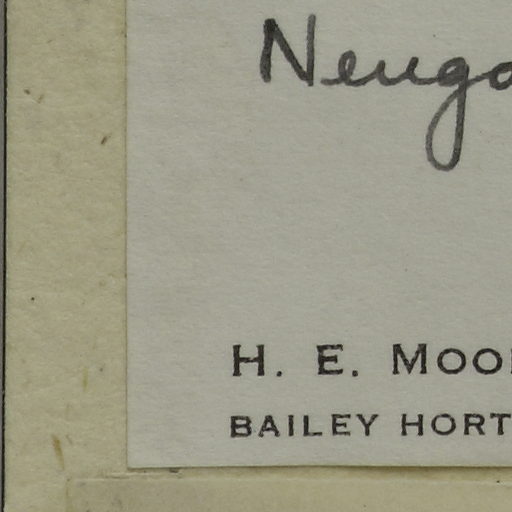 Neuga
H. E. MOO
BAILEY HORT